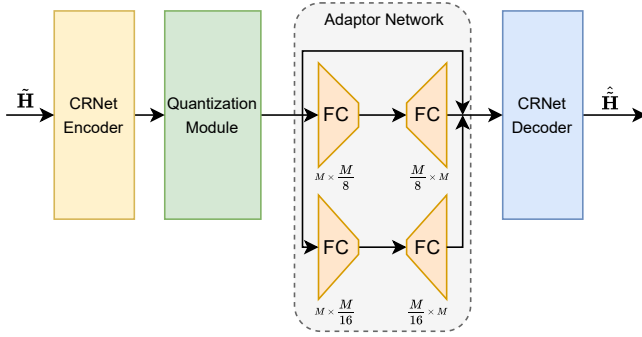 Adaptor Network
H̃
CRNet
Encoder
Quantization
Module
FC
FC
M × M/8
M/8 × M
FC
FC
M × M/16
M/16 × M
CRNet
Decoder
H̃̂